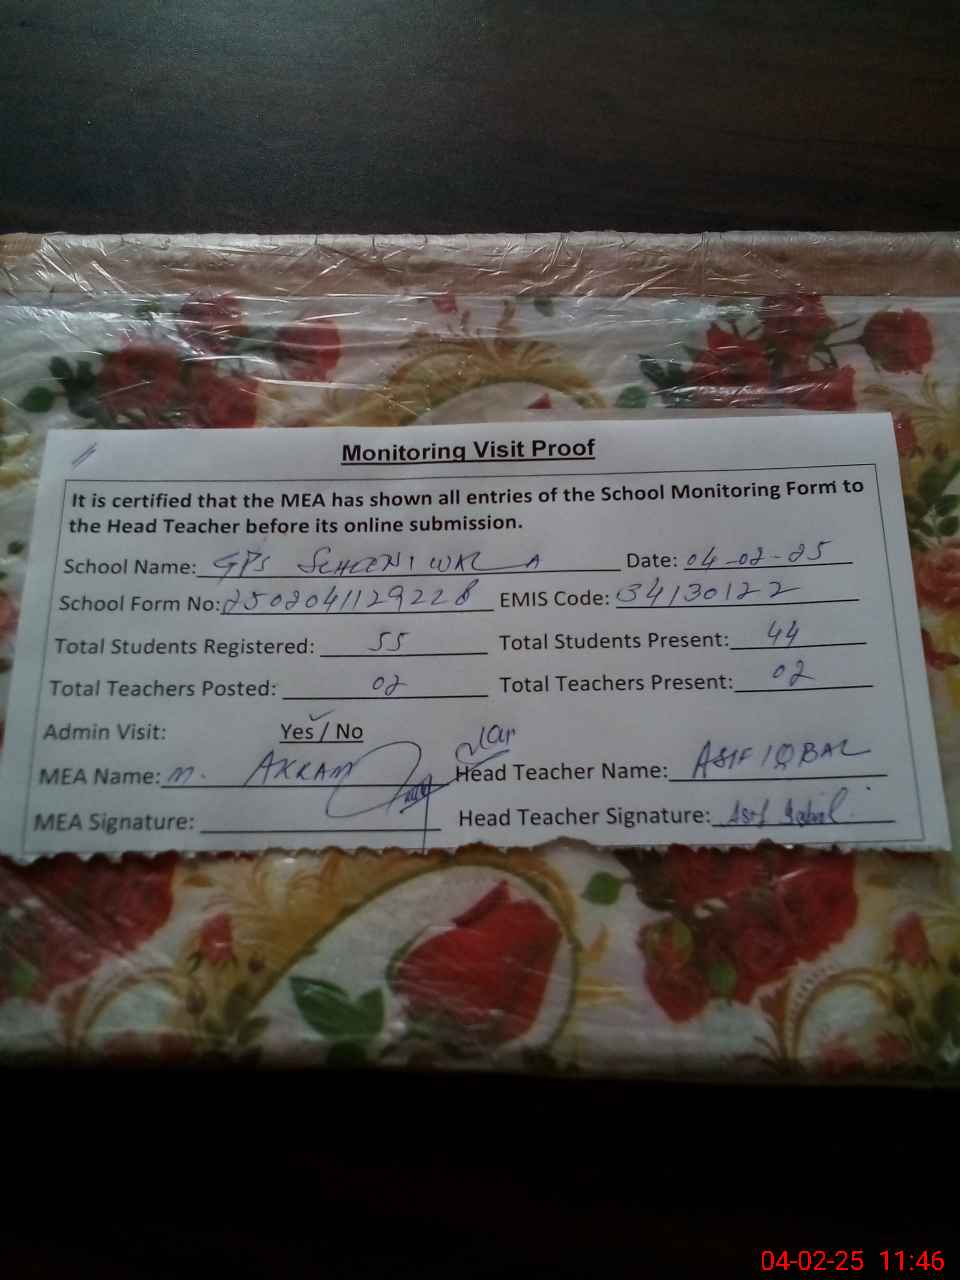 Monitoring Visit Proof
It is certified that the MEA has shown all entries of the School Monitoring Form to
the Head Teacher before its online submission.
School Name: GPS Date: 04-02-25
School Form No: 2502041129228 EMIS Code: 34130122
Total Students Registered: 55 Total Students Present: 44
Total Teachers Posted: 02 Total Teachers Present: 02
Admin Visit: Yes / No
MEA Name: M. AKRAM Head Teacher Name: ASIF IQBAL
MEA Signature: Head Teacher Signature: Asif Iqbal
04-02-25 11:46